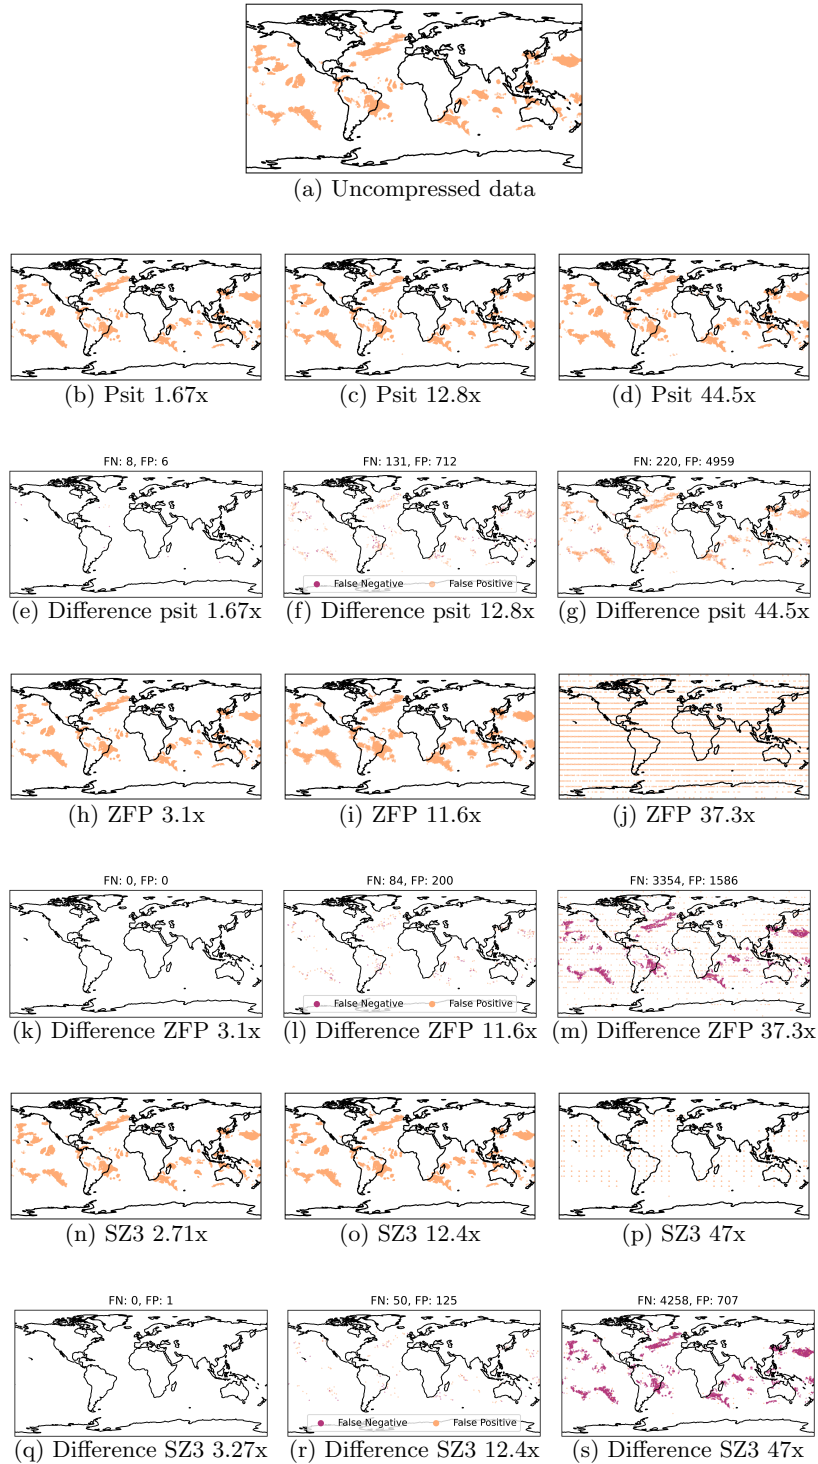 (a) Uncompressed data
(b) Psit 1.67x
(c) Psit 12.8x
(d) Psit 44.5x
FN: 8, FP: 6
FN: 131, FP: 712
FN: 220, FP: 4959
False Negative
False Positive
(e) Difference psit 1.67x
(f) Difference psit 12.8x
(g) Difference psit 44.5x
(h) ZFP 3.1x
(i) ZFP 11.6x
(j) ZFP 37.3x
FN: 0, FP: 0
FN: 84, FP: 200
FN: 3354, FP: 1586
False Negative
False Positive
(k) Difference ZFP 3.1x
(l) Difference ZFP 11.6x
(m) Difference ZFP 37.3x
(n) SZ3 2.71x
(o) SZ3 12.4x
(p) SZ3 47x
FN: 0, FP: 1
FN: 50, FP: 125
FN: 4258, FP: 707
False Negative
False Positive
(q) Difference SZ3 3.27x
(r) Difference SZ3 12.4x
(s) Difference SZ3 47x